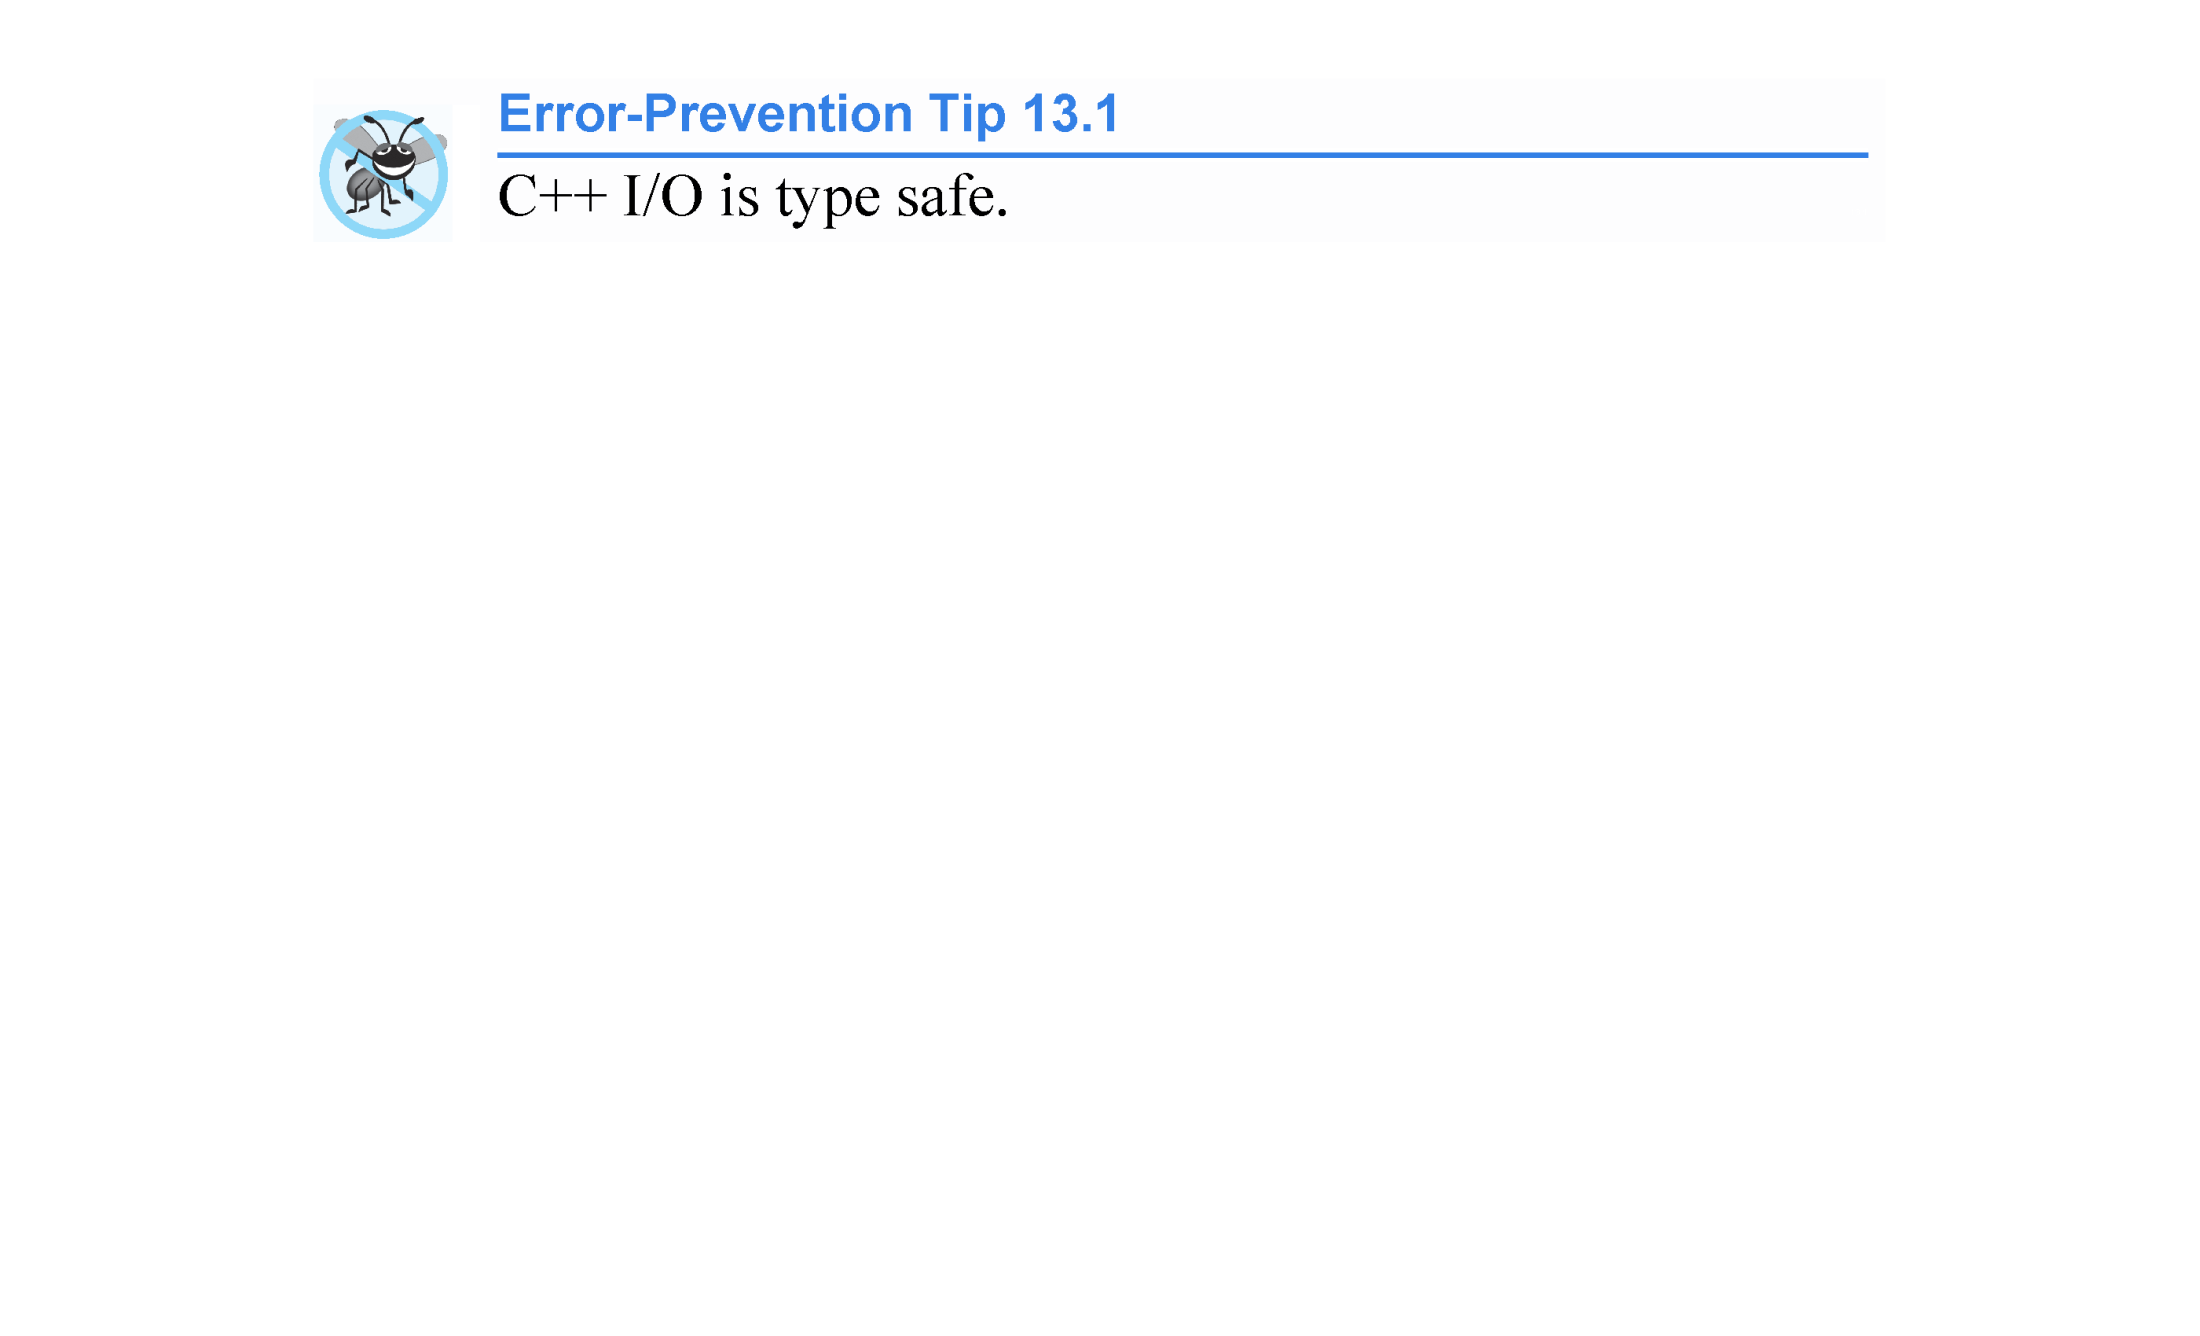 Error-Prevention Tip 13.1
C++ I/O is type safe.